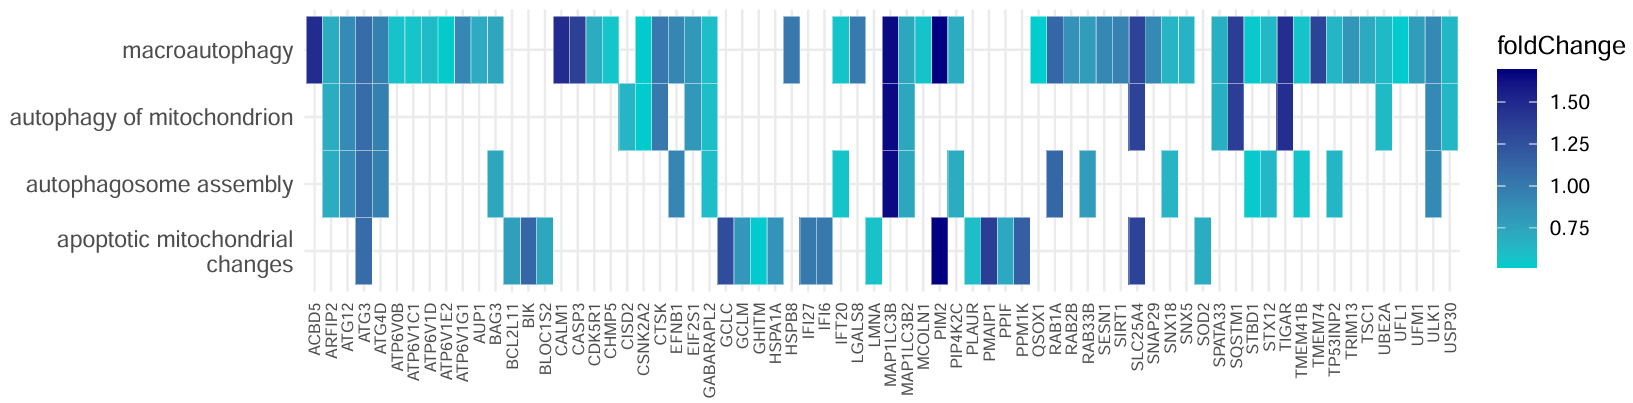 macroautophagy
autophagy of mitochondrion
autophagosome assembly
apoptotic mitochondrial
changes
foldChange
1.50
1.25
1.00
0.75
ACBD5
ARFIP2
ATG12
ATG3
ATG4D
ATP6V0B
ATP6V1C1
ATP6V1D
ATP6V1E2
ATP6V1G1
AUP1
BAG3
BCL2L11
BIK
BLOC1S2
CALM1
CASP3
CDK5R1
CHMP5
CISD2
CSNK2A2
CTSK
EFNB1
EIF2S1
GABARAPL2
GCLC
GCLM
GHITM
HSPA1A
HSPB8
IFI27
IFI6
IFT20
LGALS8
LMNA
MAP1LC3B
MAP1LC3B2
MCOLN1
PIM2
PIP4K2C
PLAUR
PMAIP1
PPIF
PPM1K
QSOX1
RAB1A
RAB2B
RAB33B
SESN1
SIRT1
SLC25A4
SNAP29
SNX18
SNX5
SOD2
SPATA33
SQSTM1
STBD1
STX12
TIGAR
TMEM41B
TMEM74
TP53INP2
TRIM13
TSC1
UBE2A
UFL1
UFM1
ULK1
USP30